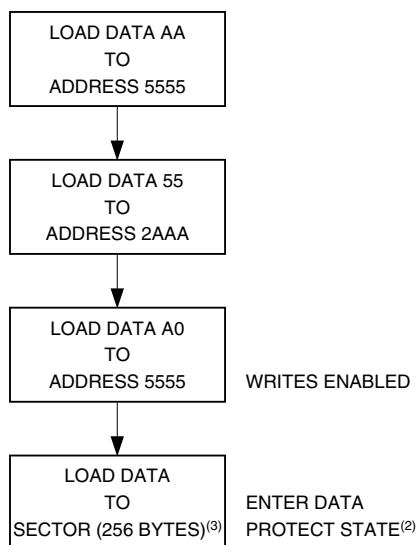 LOAD DATA AA
TO
ADDRESS 5555
LOAD DATA 55
TO
ADDRESS 2AAA
LOAD DATA A0
TO
ADDRESS 5555
WRITES ENABLED
LOAD DATA
TO
SECTOR (256 BYTES)(3)
ENTER DATA
PROTECT STATE(2)